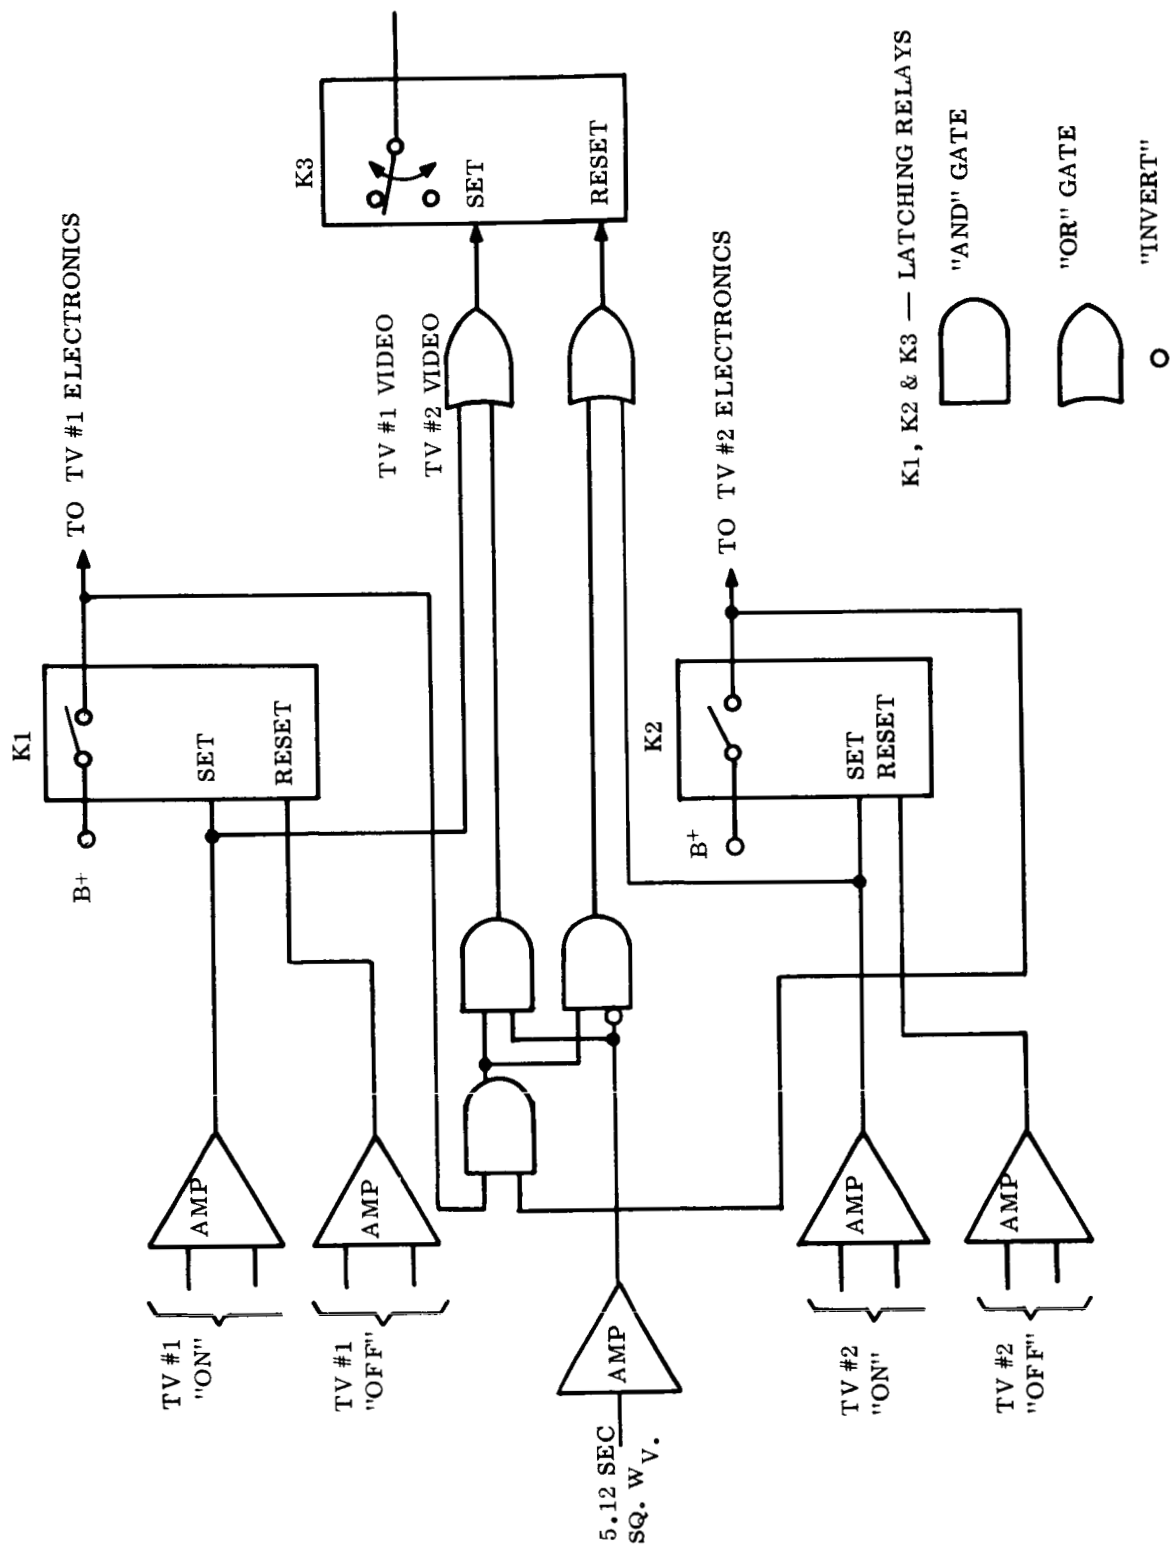 TV #1
"ON"
AMP
B+
K1
SET
RESET
TO TV #1 ELECTRONICS
TV #1
"OFF"
AMP
K3
SET
RESET
TV #1 VIDEO
TV #2 VIDEO
5.12 SEC
SQ. WV.
AMP
TV #2
"ON"
AMP
B+
K2
SET
RESET
TO TV #2 ELECTRONICS
TV #2
"OFF"
AMP
K1, K2 & K3 — LATCHING RELAYS
"AND" GATE
"OR" GATE
"INVERT"